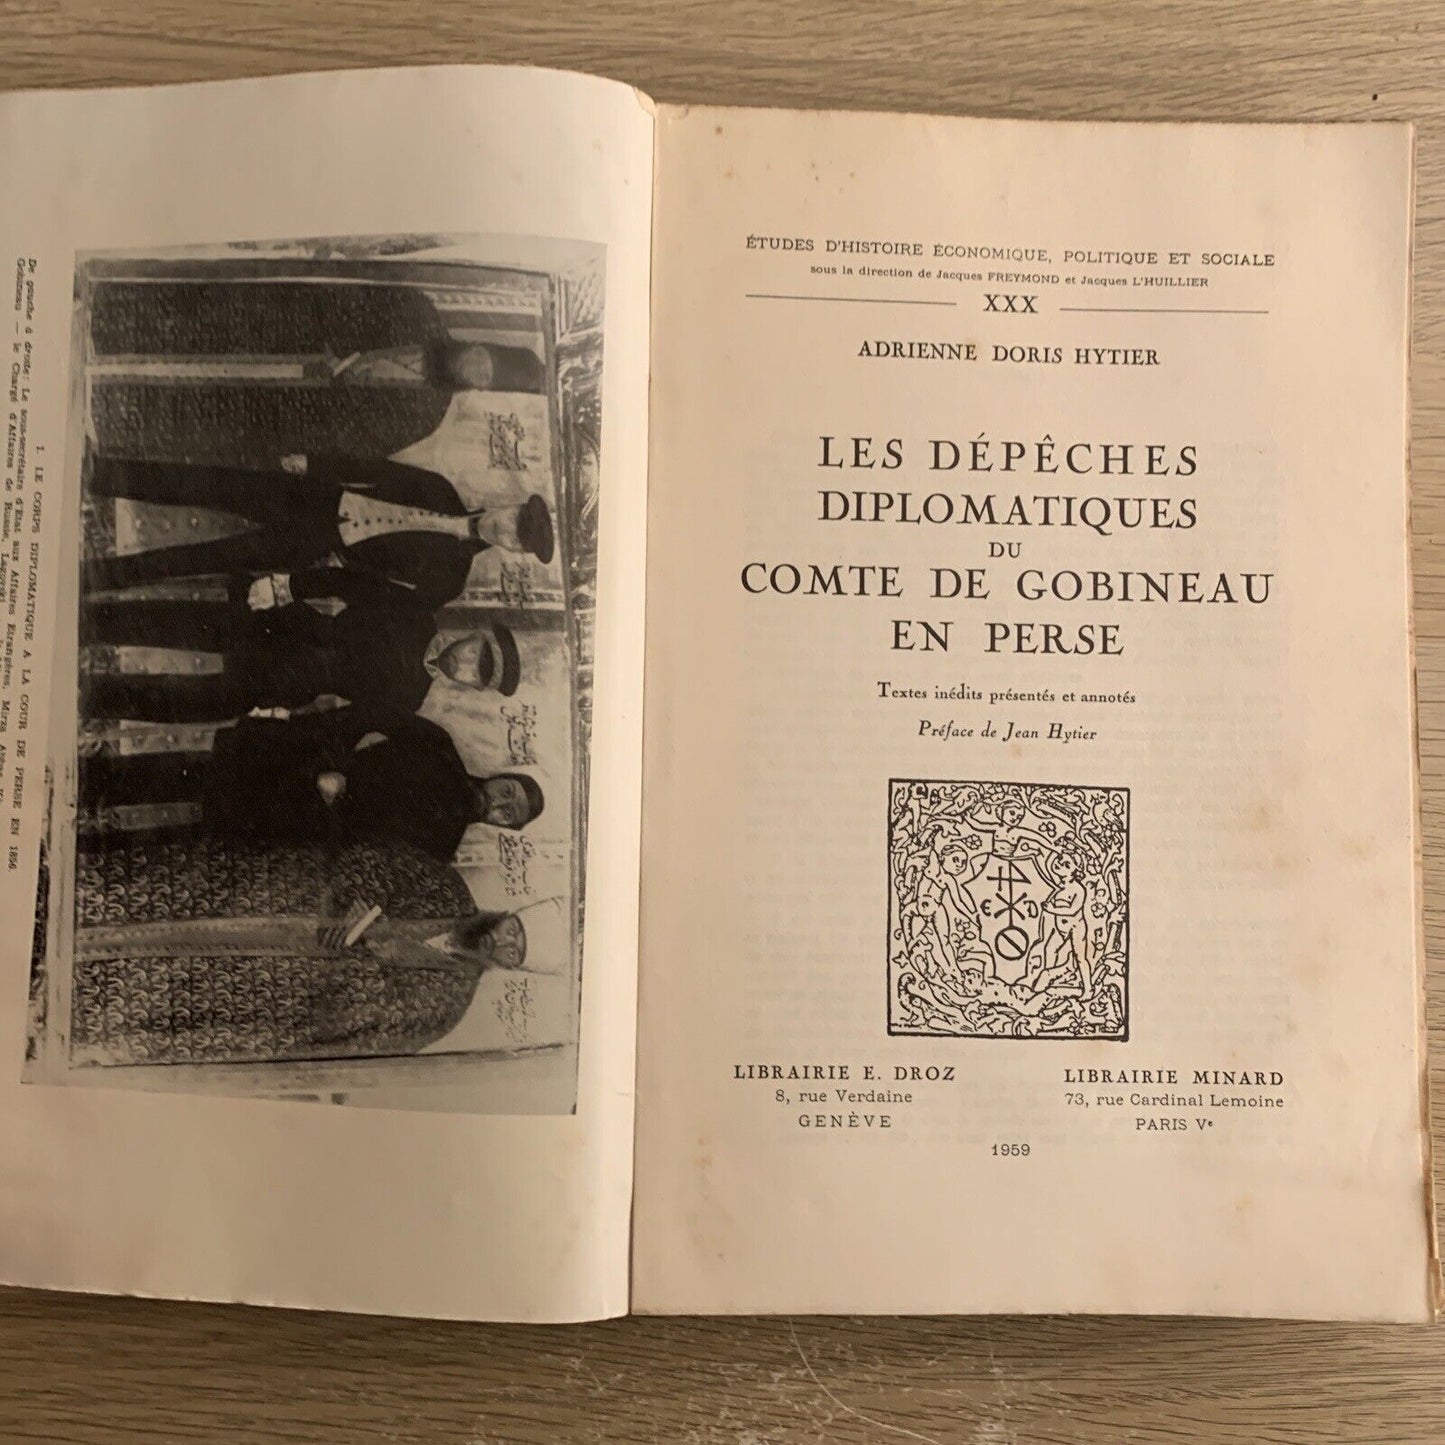 I. LE CORPS DIPLOMATIQUE A LA COUR DE PERSE EN 1856.
De gauche à droite: Le sous-secrétaire d'Etat aux Affaires Etrangères, Mirza
Gobineau — le Chargé d'Affaires de Russie,
ÉTUDES D'HISTOIRE ÉCONOMIQUE, POLITIQUE ET SOCIALE
sous la direction de Jacques FREYMOND et Jacques L'HUILLIER
XXX
ADRIENNE DORIS HYTIER
LES DÉPÊCHES
DIPLOMATIQUES
DU
COMTE DE GOBINEAU
EN PERSE
Textes inédits présentés et annotés
Préface de Jean Hytier
E D
LIBRAIRIE E. DROZ
8, rue Verdaine
GENÈVE
LIBRAIRIE MINARD
73, rue Cardinal Lemoine
PARIS Vᵉ
1959